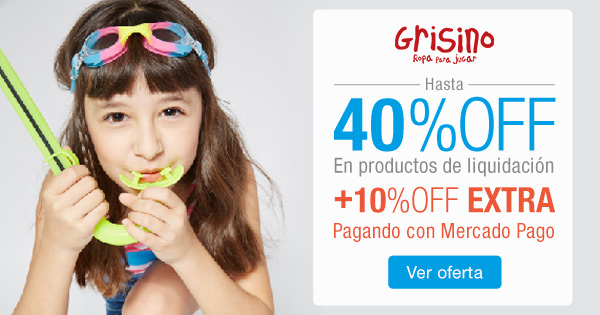 Grisino
Ropa para jugar
Hasta
40%OFF
En productos de liquidación
+10%OFF EXTRA
Pagando con Mercado Pago
Ver oferta